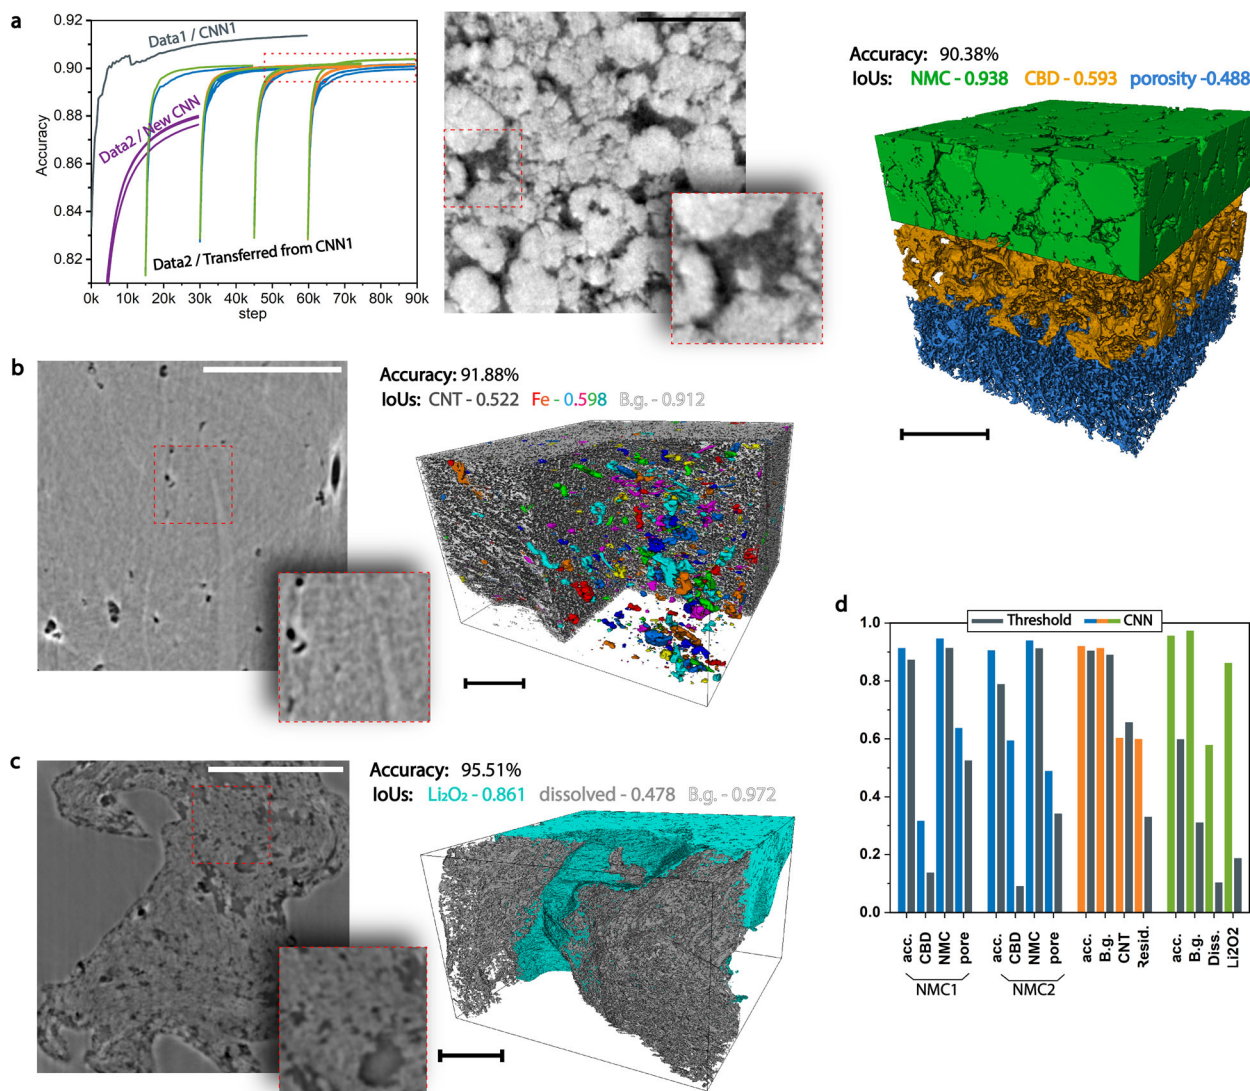 a
0.92
0.90
0.88
0.86
0.84
0.82
Accuracy
Data1 / CNN1
Data2 / New CNN
Data2 / Transferred from CNN1
0k 10k 20k 30k 40k 50k 60k 70k 80k 90k
step
Accuracy: 90.38%
IoUs: NMC - 0.938 CBD - 0.593 porosity -0.488
b
Accuracy: 91.88%
IoUs: CNT - 0.522 Fe - 0.598 B.g. - 0.912
c
Accuracy: 95.51%
IoUs: Li₂O₂ - 0.861 dissolved - 0.478 B.g. - 0.972
d
Threshold CNN
1.0
0.8
0.6
0.4
0.2
0.0
acc. CBD NMC pore acc. CBD NMC pore acc. B.g. CNT Resid. acc. B.g. Diss. Li2O2
NMC1 NMC2